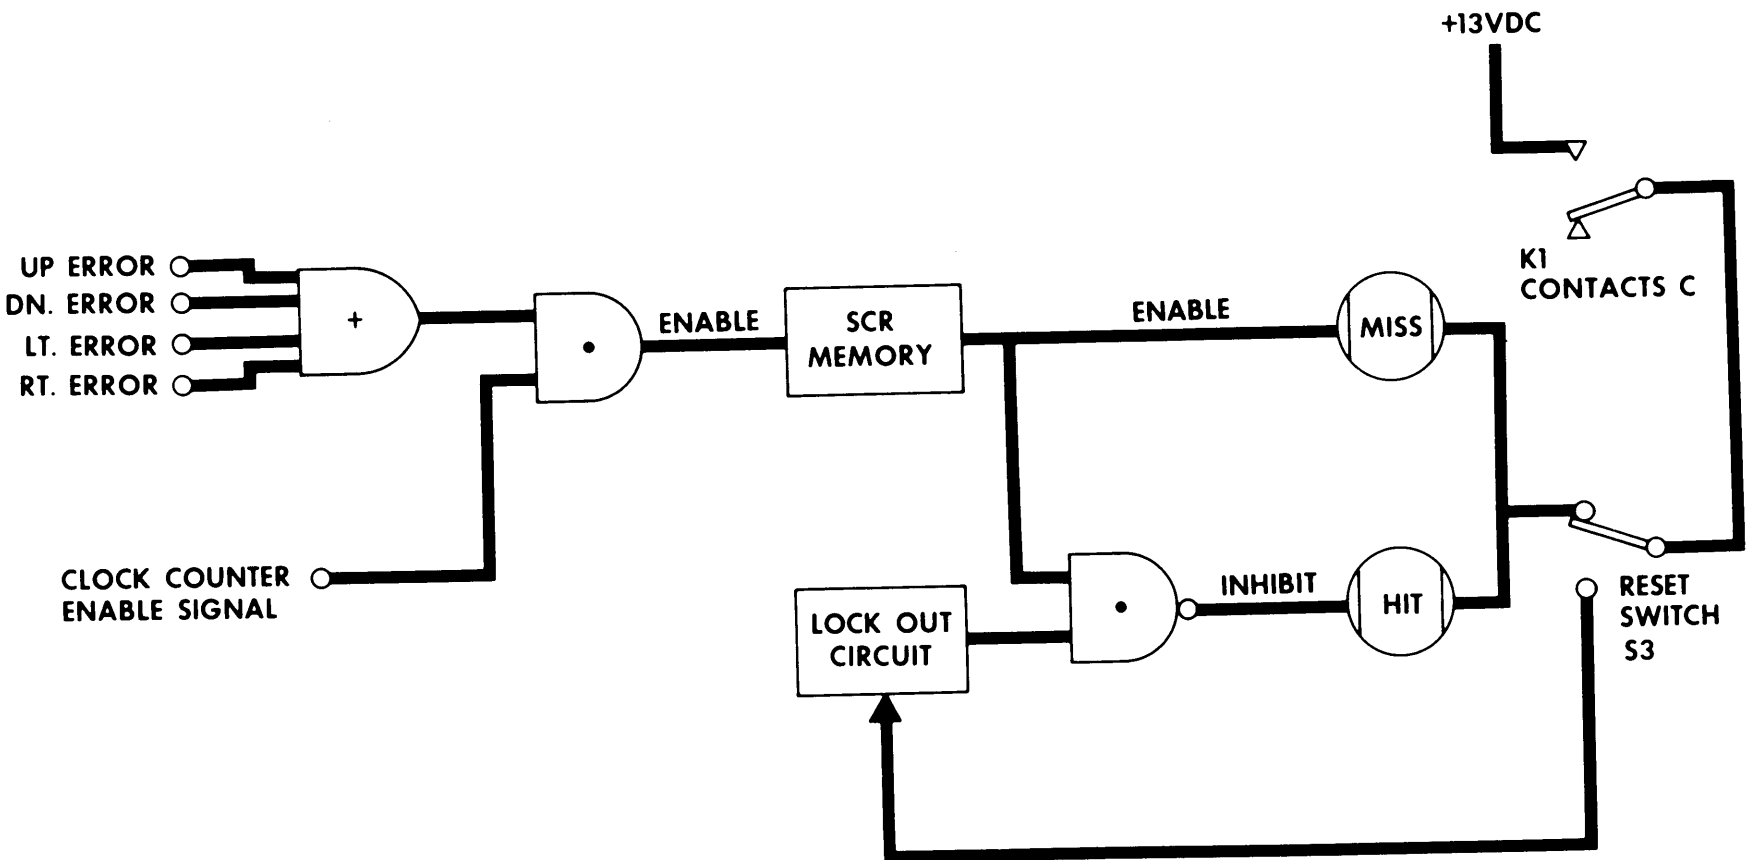 +13VDC
K1
CONTACTS C
UP ERROR
DN. ERROR
LT. ERROR
RT. ERROR
+
•
ENABLE
SCR
MEMORY
ENABLE
MISS
CLOCK COUNTER
ENABLE SIGNAL
LOCK OUT
CIRCUIT
•
INHIBIT
HIT
RESET
SWITCH
S3